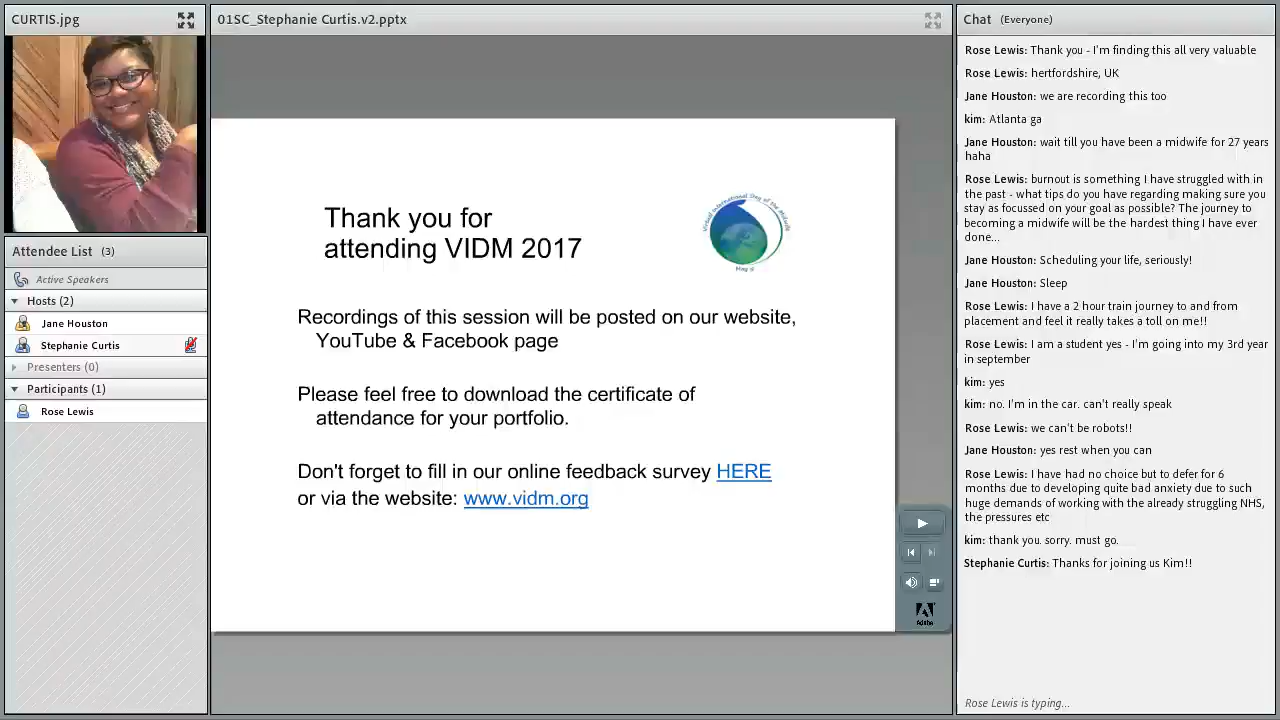 CURTIS.jpg
Attendee List (3)
Active Speakers
Hosts (2)
Jane Houston
Stephanie Curtis
Presenters (0)
Participants (1)
Rose Lewis
01SC_Stephanie Curtis.v2.pptx
Thank you for
attending VIDM 2017
Virtual International Day of the Midwife
May 5
Recordings of this session will be posted on our website,
YouTube & Facebook page
Please feel free to download the certificate of
attendance for your portfolio.
Don't forget to fill in our online feedback survey HERE
or via the website: www.vidm.org
Adobe
Chat (Everyone)
Rose Lewis: Thank you - I'm finding this all very valuable
Rose Lewis: hertfordshire, UK
Jane Houston: we are recording this too
kim: Atlanta ga
Jane Houston: wait till you have been a midwife for 27 years
haha
Rose Lewis: burnout is something I have struggled with in
the past - what tips do you have regarding making sure you
stay as focussed on your goal as possible? The journey to
becoming a midwife will be the hardest thing I have ever
done...
Jane Houston: Scheduling your life, seriously!
Jane Houston: Sleep
Rose Lewis: I have a 2 hour train journey to and from
placement and feel it really takes a toll on me!!
Rose Lewis: I am a student yes - I'm going into my 3rd year
in september
kim: yes
kim: no. I'm in the car. can't really speak
Rose Lewis: we can't be robots!!
Jane Houston: yes rest when you can
Rose Lewis: I have had no choice but to defer for 6
months due to developing quite bad anxiety due to such
huge demands of working with the already struggling NHS,
the pressures etc
kim: thank you. sorry. must go.
Stephanie Curtis: Thanks for joining us Kim!!
Rose Lewis is typing...